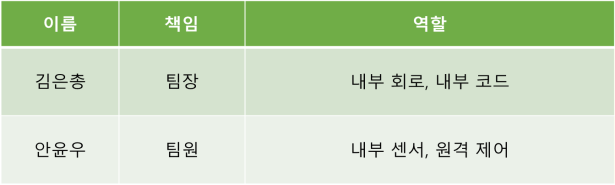 이름 책임 역할
김은총 팀장 내부 회로, 내부 코드
안윤우 팀원 내부 센서, 원격 제어